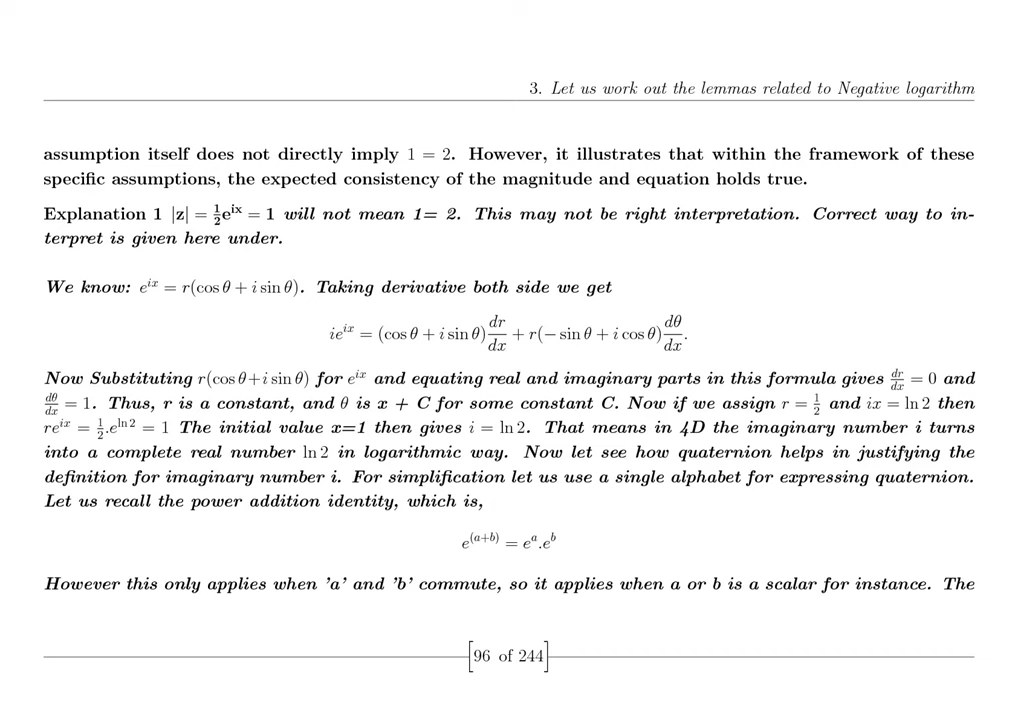 3. Let us work out the lemmas related to Negative logarithm
assumption itself does not directly imply 1 = 2. However, it illustrates that within the framework of these
specific assumptions, the expected consistency of the magnitude and equation holds true.
Explanation 1 |z| = \frac{1}{2}e^{ix} = 1 will not mean 1= 2. This may not be right interpretation. Correct way to in-
terpret is given here under.
We know: e^{ix} = r(cos θ + i sin θ). Taking derivative both side we get
ie^{ix} = (cos θ + i sin θ)\frac{dr}{dx} + r(− sin θ + i cos θ)\frac{dθ}{dx}.
Now Substituting r(cos θ+i sin θ) for e^{ix} and equating real and imaginary parts in this formula gives \frac{dr}{dx} = 0 and
\frac{dθ}{dx} = 1. Thus, r is a constant, and θ is x + C for some constant C. Now if we assign r = \frac{1}{2} and ix = ln 2 then
re^{ix} = \frac{1}{2}.e^{ln 2} = 1 The initial value x=1 then gives i = ln 2. That means in 4D the imaginary number i turns
into a complete real number ln 2 in logarithmic way. Now let see how quaternion helps in justifying the
definition for imaginary number i. For simplification let us use a single alphabet for expressing quaternion.
Let us recall the power addition identity, which is,
e^{(a+b)} = e^{a}.e^{b}
However this only applies when ’a’ and ’b’ commute, so it applies when a or b is a scalar for instance. The
[96 of 244]